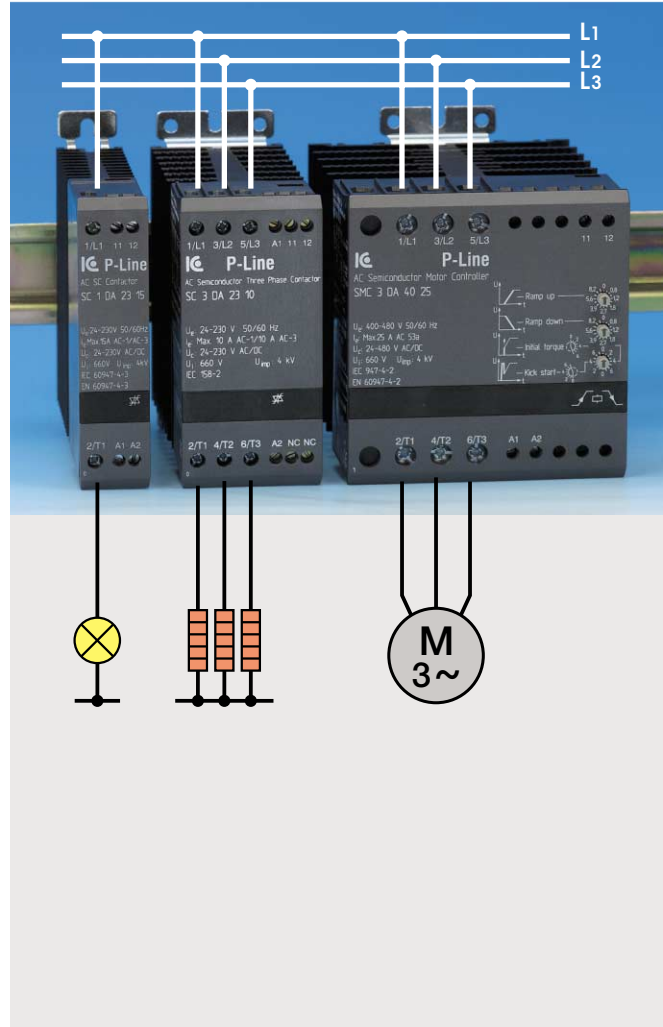 L1
L2
L3
1/L1 11 12
IC P-Line
AC SC Contactor
SC 1 DA 23 15
Ue 24-230V 50/60Hz
Ie Max.15A AC-1/AC-3
Uc 24-230V AC/DC
Ui 660V Uimp 4kV
IEC 60947-4-3
EN 60947-4-3
2/T1 A1 A2
1/L1 3/L2 5/L3 A1 11 12
IC P-Line
AC Semiconductor Three Phase Contactor
SC 3 DA 23 10
Ue 24-230 V 50/60 Hz
Ie Max. 10 A AC-1/10 A AC-3
Uc 24-230 V AC/DC
Ui 660 V Uimp 4 kV
IEC 158-2
2/T1 4/T2 6/T3 A2 NC NC
1/L1 3/L2 5/L3 11 12
IC P-Line
AC Semiconductor Motor Controller
SMC 3 DA 40 25
Ue 400-480 V 50/60 Hz
Ie Max 25 A AC 53a
Uc 24-480 V AC/DC
Ui 660 V Uimp 4 kV
IEC 947-4-2
EN 60947-4-2
Ramp up
Ramp down
Initial torque
Kick start
2/T1 4/T2 6/T3 A1 A2
M
3~